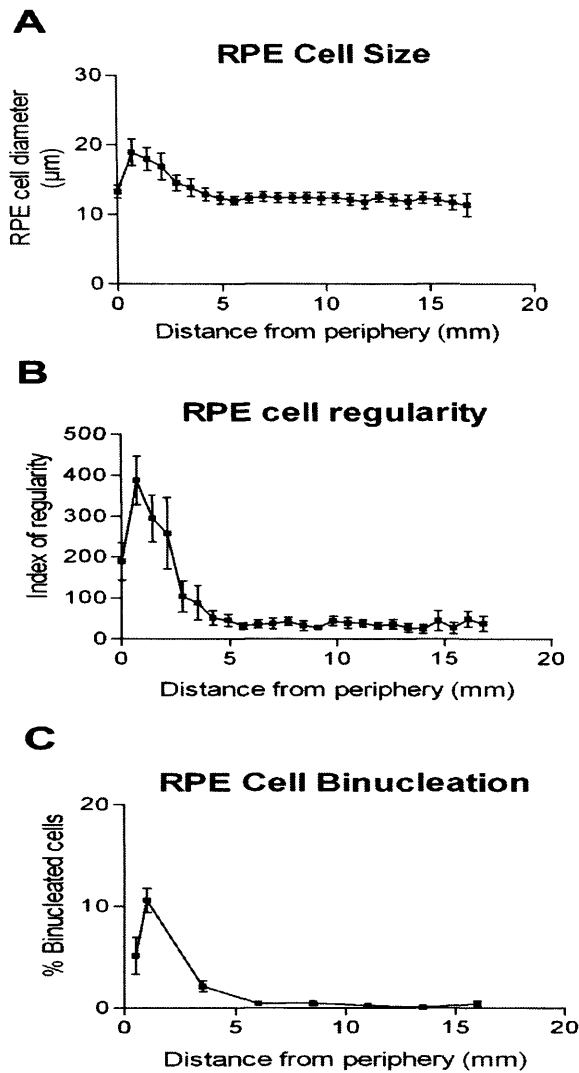 A
RPE Cell Size
RPE cell diameter
(µm)
30
20
10
0
0 5 10 15 20
Distance from periphery (mm)
B
RPE cell regularity
Index of regularity
500
400
300
200
100
0
0 5 10 15 20
Distance from periphery (mm)
C
RPE Cell Binucleation
% Binucleated cells
20
10
0
0 5 10 15 20
Distance from periphery (mm)